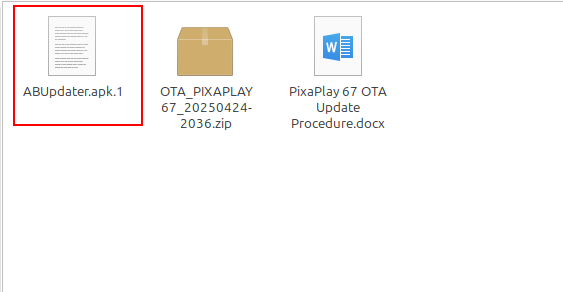 ABUpdater.apk.1
OTA_PIXAPLAY
67_20250424-
2036.zip
W
PixaPlay 67 OTA
Update
Procedure.docx